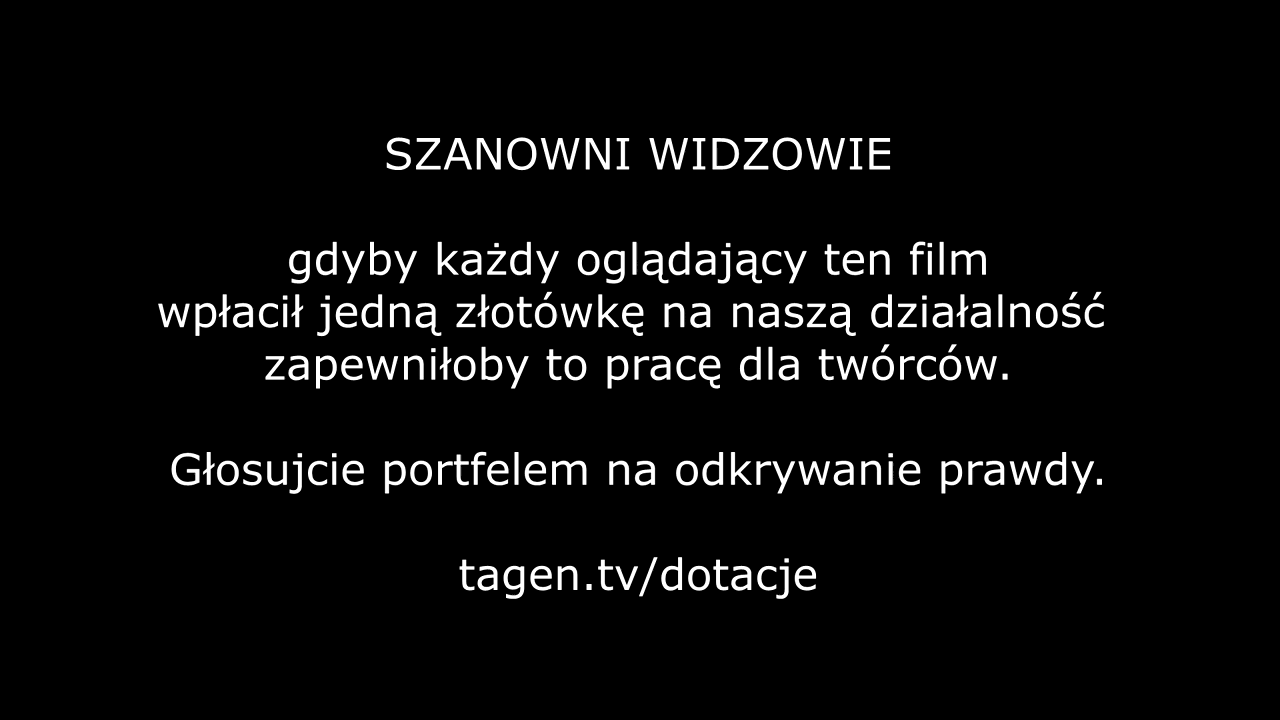 SZANOWNI WIDZOWIE
gdyby każdy oglądający ten film
wpłacił jedną złotówkę na naszą działalność
zapewniłoby to pracę dla twórców.
Głosujcie portfelem na odkrywanie prawdy.
tagen.tv/dotacje